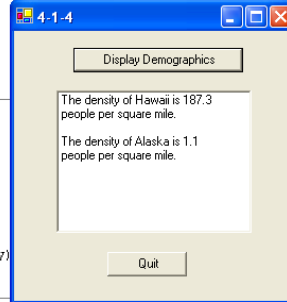 4-1-4
Display Demographics
The density of Hawaii is 187.3
people per square mile.
The density of Alaska is 1.1
people per square mile.
7)
Quit